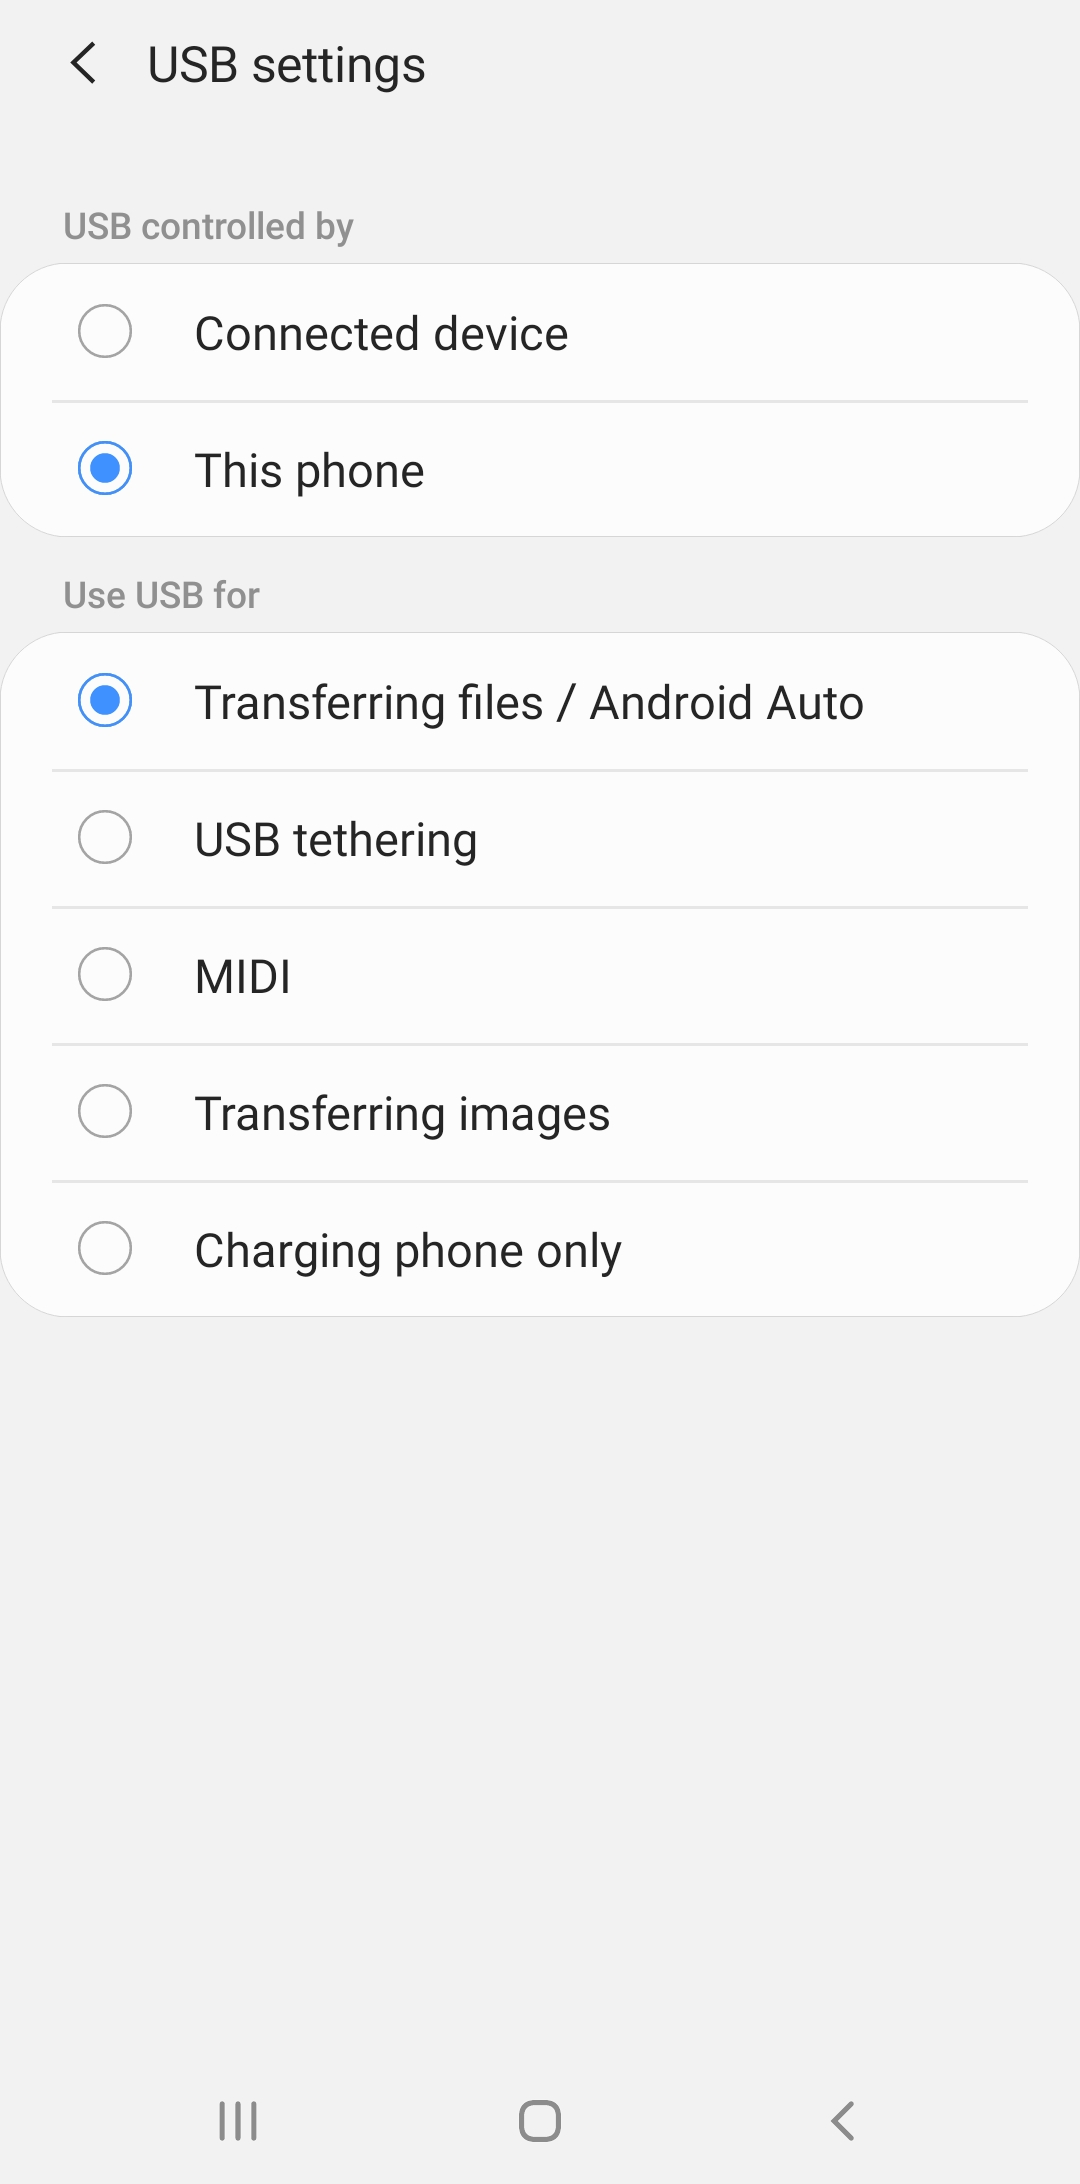 USB settings
USB controlled by
Connected device
This phone
Use USB for
Transferring files / Android Auto
USB tethering
MIDI
Transferring images
Charging phone only